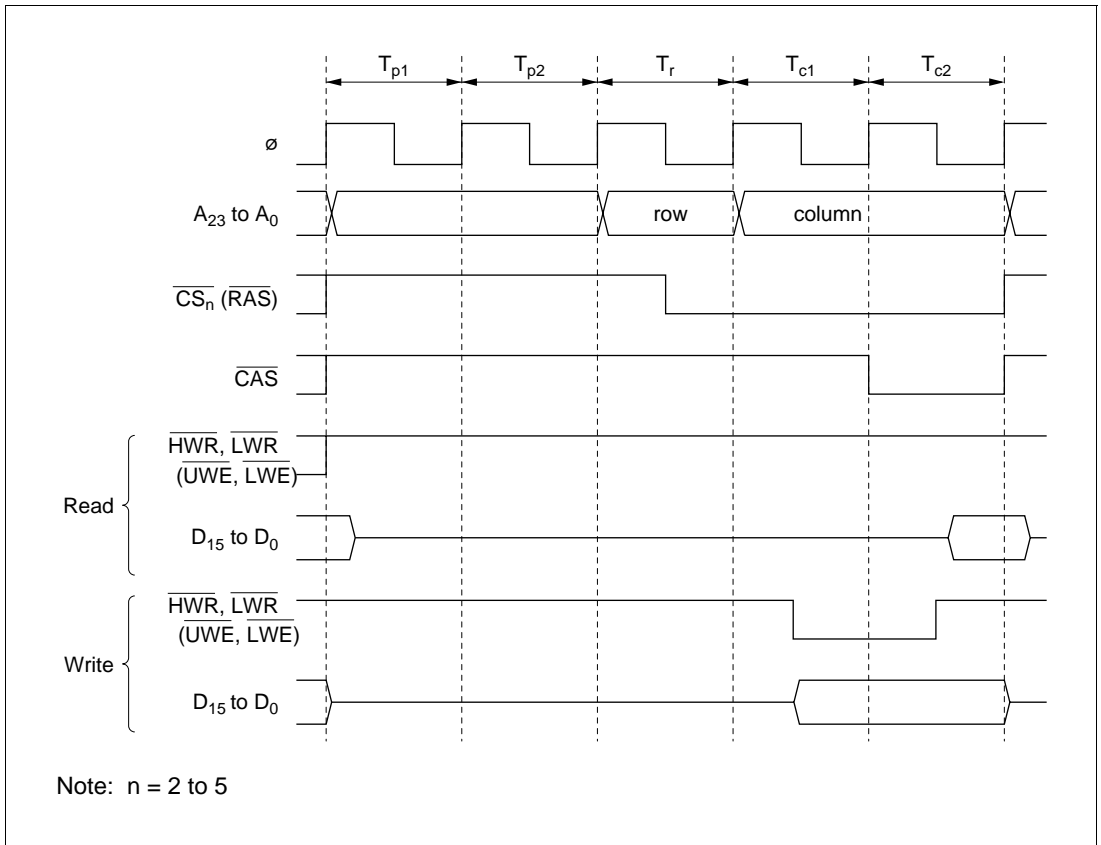 Tp1 Tp2 Tr Tc1 Tc2
ø
A23 to A0 row column
CSn (RAS)
CAS
HWR, LWR
(UWE, LWE)
Read
D15 to D0
HWR, LWR
(UWE, LWE)
Write
D15 to D0
Note: n = 2 to 5